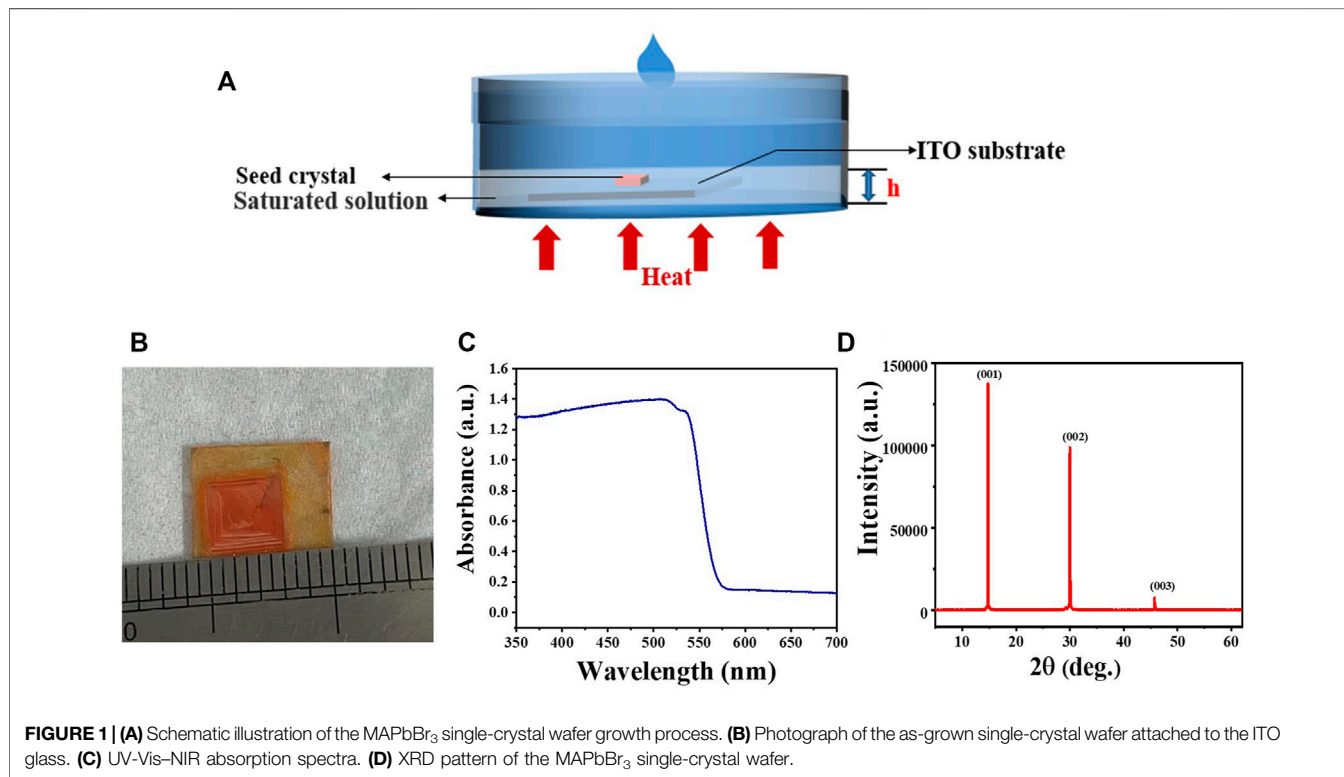 A
Seed crystal
Saturated solution
ITO substrate
h
Heat
B
0
C
Absorbance (a.u.)
1.6
1.4
1.2
1.0
0.8
0.6
0.4
0.2
0.0
350 400 450 500 550 600 650 700
Wavelength (nm)
D
Intensity (a.u.)
150000
100000
50000
0
(001)
(002)
(003)
10 20 30 40 50 60
2θ (deg.)
FIGURE 1 | (A) Schematic illustration of the MAPbBr₃ single-crystal wafer growth process. (B) Photograph of the as-grown single-crystal wafer attached to the ITO
glass. (C) UV-Vis–NIR absorption spectra. (D) XRD pattern of the MAPbBr₃ single-crystal wafer.